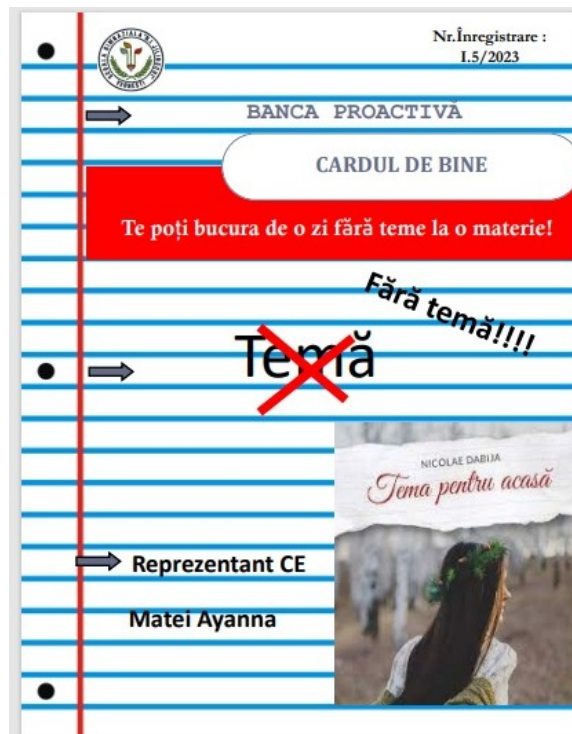 Nr.Înregistrare :
I.5/2023
BANCA PROACTIVĂ
CARDUL DE BINE
Te poți bucura de o zi fără teme la o materie!
Fără temă!!!!
Temă
NICOLAE DABIJA
Tema pentru acasă
Reprezentant CE
Matei Ayanna